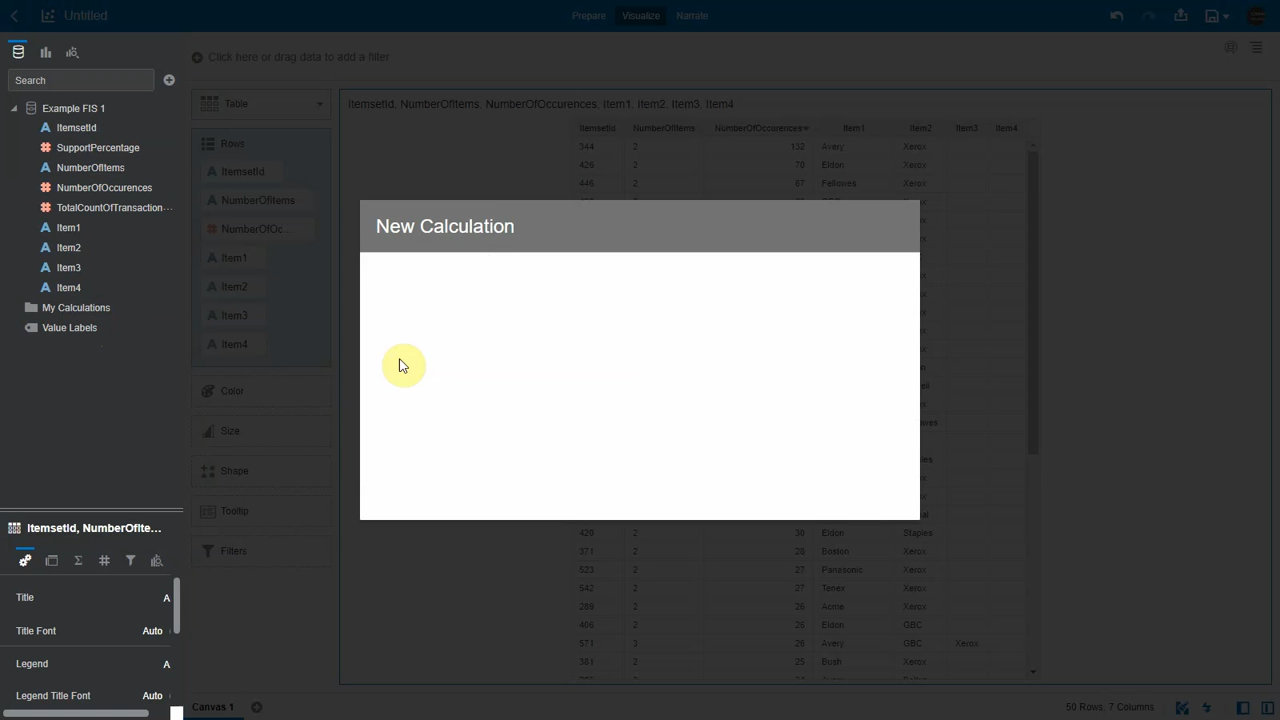 Untitled
Prepare
Visualize
Narrate
Search
Click here or drag data to add a filter
Example FIS 1
A ItemsetId
SupportPercentage
A NumberOfItems
NumberOfOccurences
TotalCountOfTransaction...
A Item1
A Item2
A Item3
A Item4
My Calculations
Value Labels
Table
Rows
A ItemsetId
A NumberOfItems
NumberOfOc...
A Item1
A Item2
A Item3
A Item4
Color
Size
Shape
Tooltip
Filters
ItemsetId, NumberOfItems, NumberOfOccurences, Item1, Item2, Item3, Item4
ItemsetId NumberOfItems NumberOfOccurences Item1 Item2 Item3 Item4
344 2 132 Avery Xerox
426 2 70 Eldon Xerox
446 2 67 Fellowes Xerox
New Calculation
420 2 30 Eldon Staples
371 2 28 Boston Xerox
523 2 27 Panasonic Xerox
542 2 27 Tenex Xerox
289 2 26 Acme Xerox
406 2 26 Eldon GBC
571 3 26 Avery GBC Xerox
381 2 25 Bush Xerox
ItemsetId, NumberOfIte...
Title A
Title Font Auto
Legend A
Legend Title Font Auto
Canvas 1
50 Rows, 7 Columns